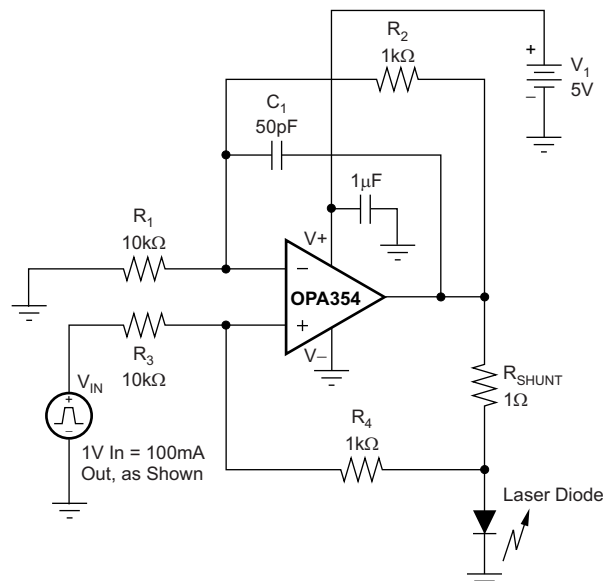 R2
1kΩ
+
V1
5V
–
C1
50pF
1μF
R1
10kΩ
V+
–
OPA354
+
V–
R3
10kΩ
VIN
+
–
RSHUNT
1Ω
1V In = 100mA
Out, as Shown
R4
1kΩ
Laser Diode